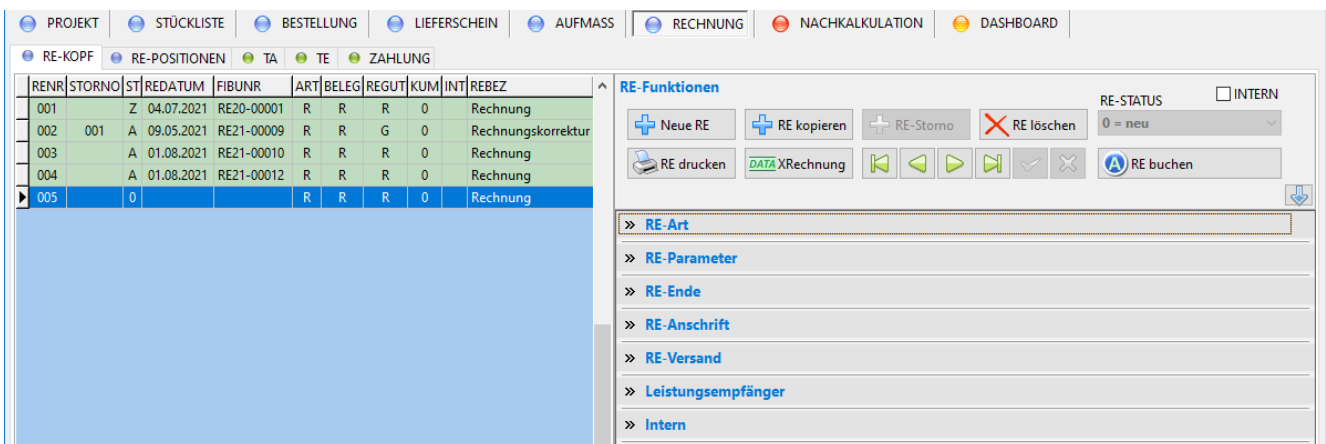 PROJEKT STÜCKLISTE BESTELLUNG LIEFERSCHEIN AUFMASS RECHNUNG NACHKALKULATION DASHBOARD
RE-KOPF RE-POSITIONEN TA TE ZAHLUNG
RENR STORNO ST REDATUM FIBUNR ART BELEG REGUT KUM INT REBEZ
001 Z 04.07.2021 RE20-00001 R R R 0 Rechnung
002 001 A 09.05.2021 RE21-00009 R R G 0 Rechnungskorrektur
003 A 01.08.2021 RE21-00010 R R R 0 Rechnung
004 A 01.08.2021 RE21-00012 R R R 0 Rechnung
005 0 R R R 0 Rechnung
RE-Funktionen
RE-STATUS INTERN
Neue RE RE kopieren RE-Storno RE löschen 0 = neu
RE drucken DATA XRechnung A RE buchen
» RE-Art
» RE-Parameter
» RE-Ende
» RE-Anschrift
» RE-Versand
» Leistungsempfänger
» Intern